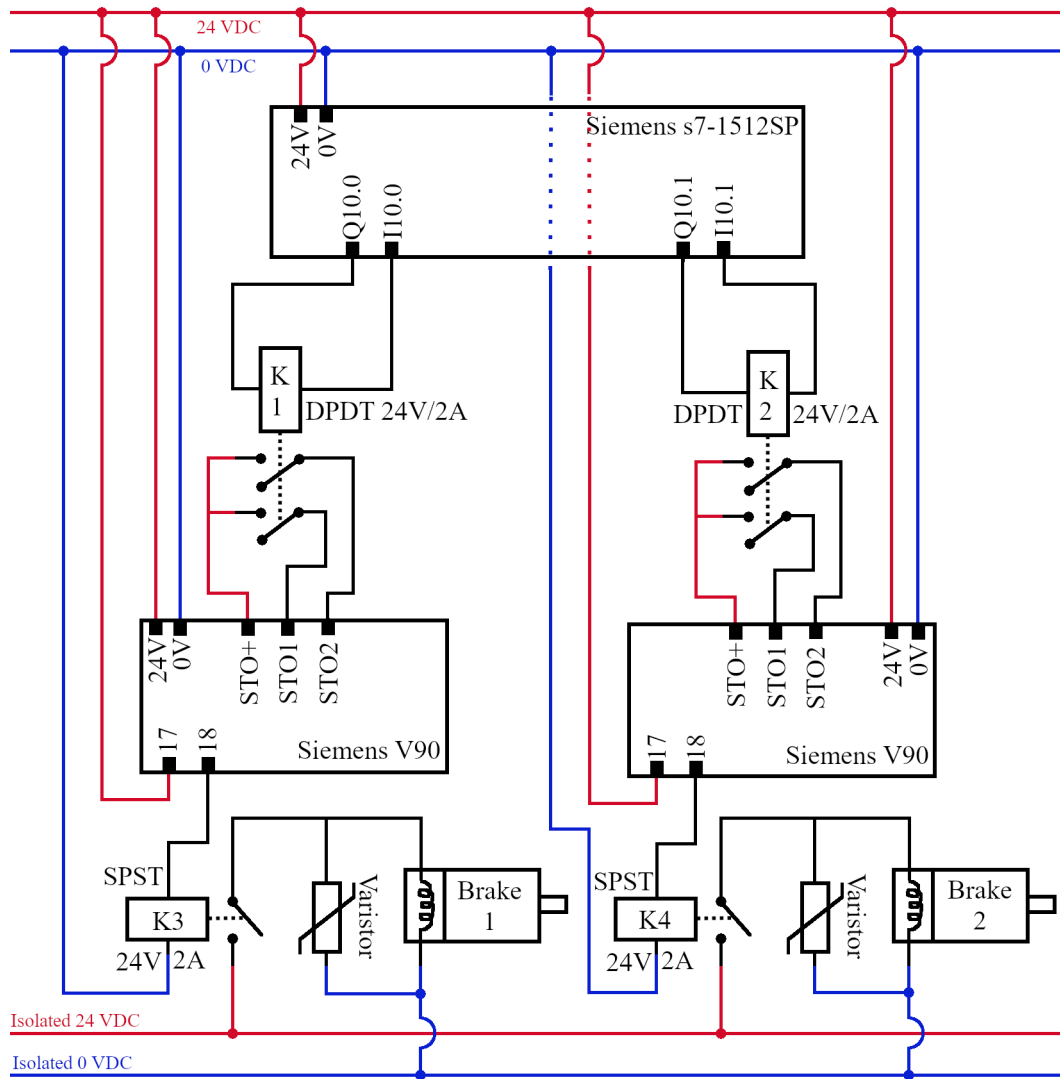 24 VDC
0 VDC
Siemens s7-1512SP
24V
0V
Q10.0
I10.0
Q10.1
I10.1
K
1
DPDT 24V/2A
DPDT
K
2
24V/2A
24V
0V
STO+
STO1
STO2
17
18
Siemens V90
STO+
STO1
STO2
24V
0V
17
18
Siemens V90
SPST
K3
24V
2A
Varistor
Brake
1
SPST
K4
24V
2A
Varistor
Brake
2
Isolated 24 VDC
Isolated 0 VDC